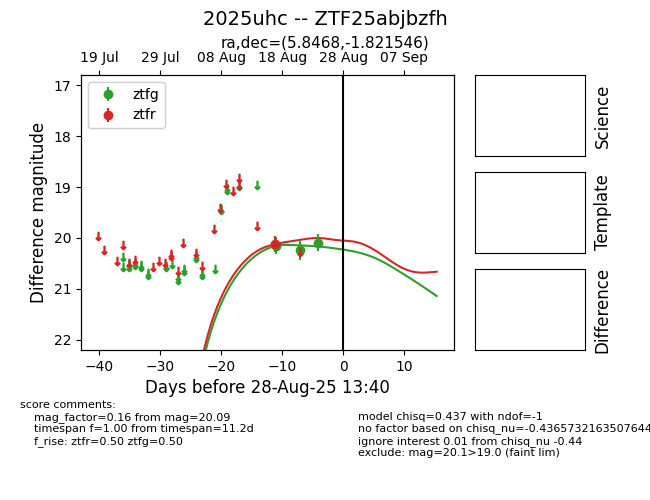 2025uhc -- ZTF25abjbzfh
ra,dec=(5.8468,-1.821546)
19 Jul 29 Jul 08 Aug 18 Aug 28 Aug 07 Sep
17
18
19
20
21
22
Difference magnitude
ztfg
ztfr
−40 −30 −20 −10 0 10
Days before 28-Aug-25 13:40
Science
Template
Difference
score comments:
mag_factor=0.16 from mag=20.09
timespan f=1.00 from timespan=11.2d
f_rise: ztfr=0.50 ztfg=0.50
model chisq=0.437 with ndof=-1
no factor based on chisq_nu=-0.4365732163507644
ignore interest 0.01 from chisq_nu -0.44
exclude: mag=20.1>19.0 (faint lim)